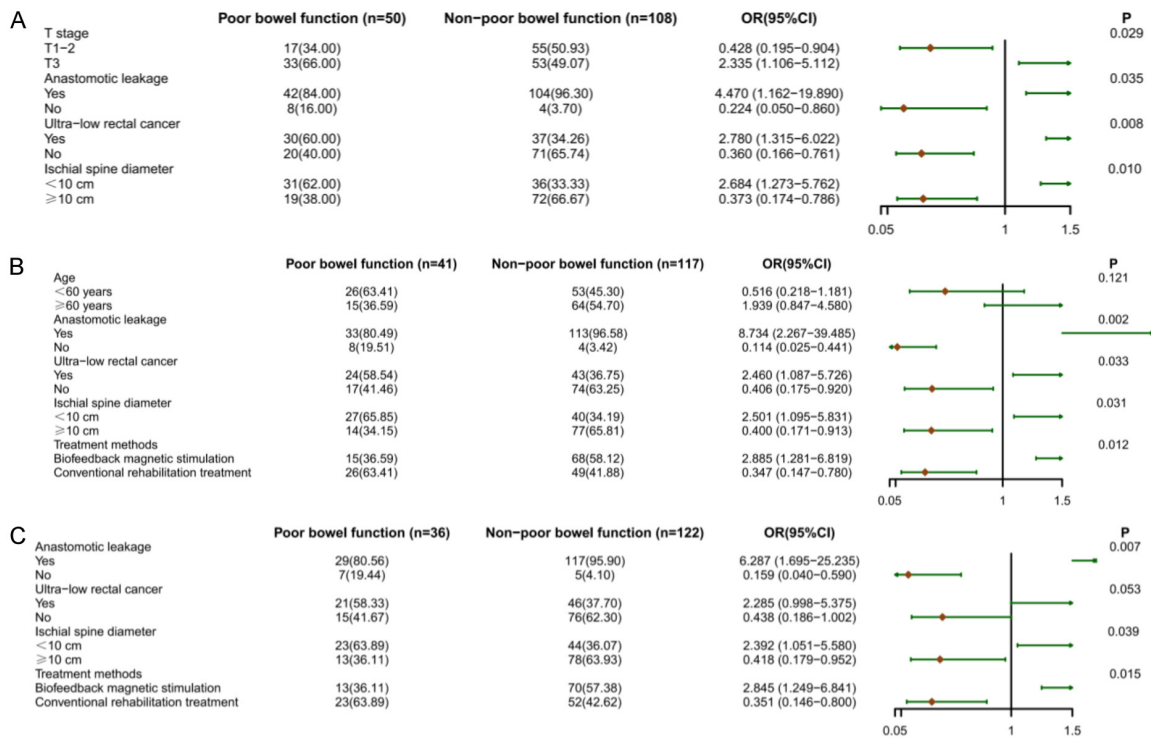 A
Poor bowel function (n=50) Non−poor bowel function (n=108) OR(95%CI) P
T stage 0.029
T1−2 17(34.00) 55(50.93) 0.428 (0.195−0.904)
T3 33(66.00) 53(49.07) 2.335 (1.106−5.112)
Anastomotic leakage 0.035
Yes 42(84.00) 104(96.30) 4.470 (1.162−19.890)
No 8(16.00) 4(3.70) 0.224 (0.050−0.860)
Ultra−low rectal cancer 0.008
Yes 30(60.00) 37(34.26) 2.780 (1.315−6.022)
No 20(40.00) 71(65.74) 0.360 (0.166−0.761)
Ischial spine diameter 0.010
<10 cm 31(62.00) 36(33.33) 2.684 (1.273−5.762)
⩾10 cm 19(38.00) 72(66.67) 0.373 (0.174−0.786)
0.05 1 1.5
B
Poor bowel function (n=41) Non−poor bowel function (n=117) OR(95%CI) P
Age 0.121
<60 years 26(63.41) 53(45.30) 0.516 (0.218−1.181)
⩾60 years 15(36.59) 64(54.70) 1.939 (0.847−4.580)
Anastomotic leakage 0.002
Yes 33(80.49) 113(96.58) 8.734 (2.267−39.485)
No 8(19.51) 4(3.42) 0.114 (0.025−0.441)
Ultra−low rectal cancer 0.033
Yes 24(58.54) 43(36.75) 2.460 (1.087−5.726)
No 17(41.46) 74(63.25) 0.406 (0.175−0.920)
Ischial spine diameter 0.031
<10 cm 27(65.85) 40(34.19) 2.501 (1.095−5.831)
⩾10 cm 14(34.15) 77(65.81) 0.400 (0.171−0.913)
Treatment methods 0.012
Biofeedback magnetic stimulation 15(36.59) 68(58.12) 2.885 (1.281−6.819)
Conventional rehabilitation treatment 26(63.41) 49(41.88) 0.347 (0.147−0.780)
0.05 1 1.5
C
Poor bowel function (n=36) Non−poor bowel function (n=122) OR(95%CI) P
Anastomotic leakage 0.007
Yes 29(80.56) 117(95.90) 6.287 (1.695−25.235)
No 7(19.44) 5(4.10) 0.159 (0.040−0.590)
Ultra−low rectal cancer 0.053
Yes 21(58.33) 46(37.70) 2.285 (0.998−5.375)
No 15(41.67) 76(62.30) 0.438 (0.186−1.002)
Ischial spine diameter 0.039
<10 cm 23(63.89) 44(36.07) 2.392 (1.051−5.580)
⩾10 cm 13(36.11) 78(63.93) 0.418 (0.179−0.952)
Treatment methods 0.015
Biofeedback magnetic stimulation 13(36.11) 70(57.38) 2.845 (1.249−6.841)
Conventional rehabilitation treatment 23(63.89) 52(42.62) 0.351 (0.146−0.800)
0.05 1 1.5